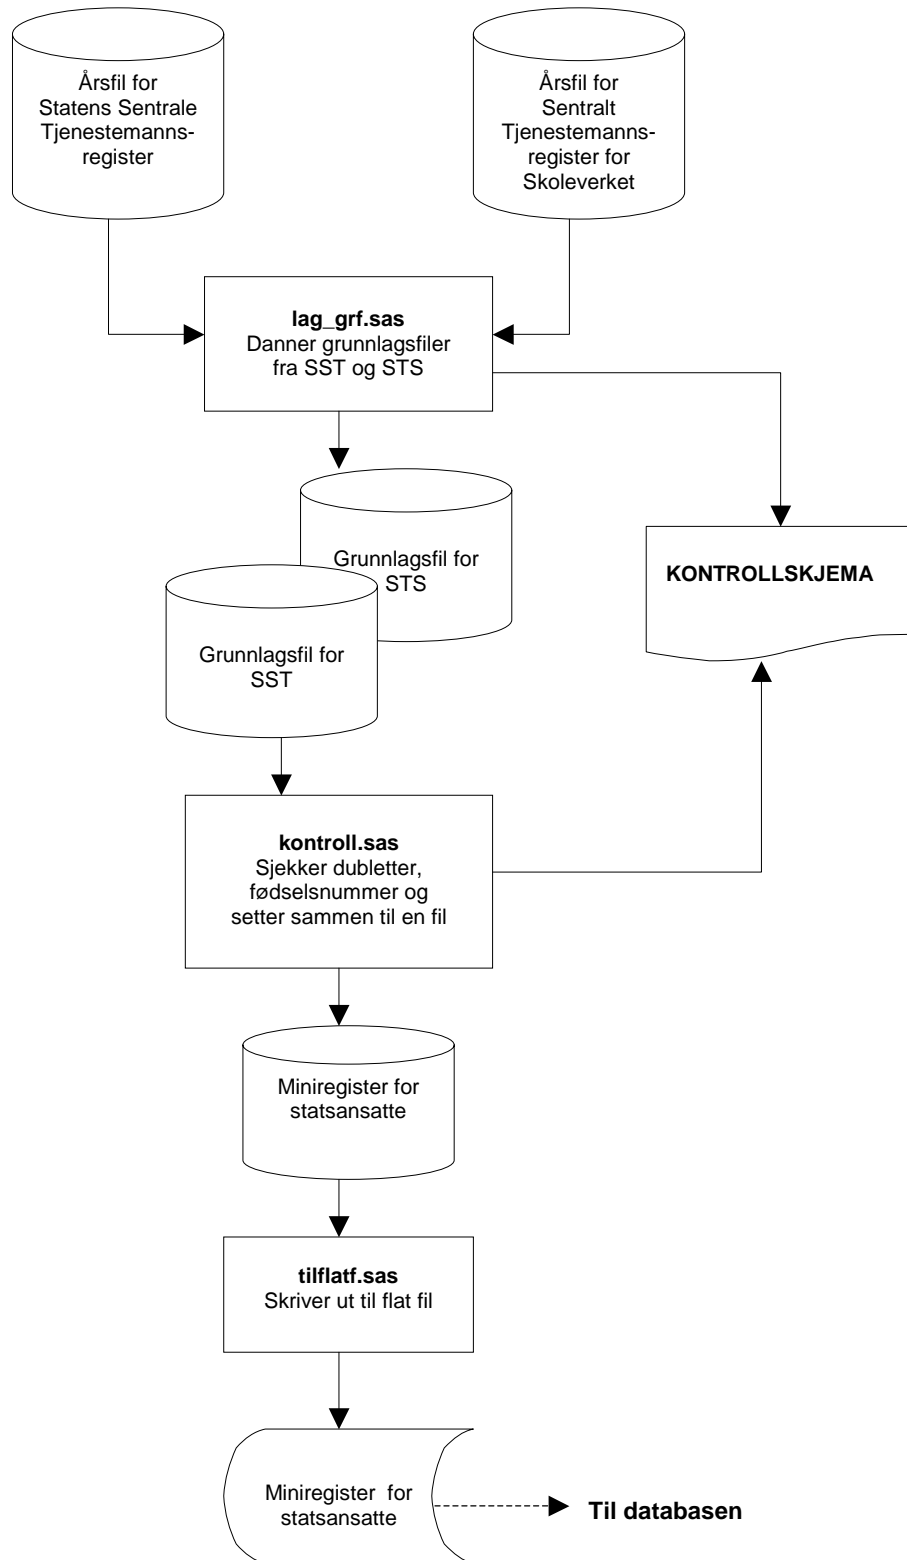 Årsfil for
Statens Sentrale
Tjenestemanns-
register
Årsfil for
Sentralt
Tjenestemanns-
register for
Skoleverket
lag_grf.sas
Danner grunnlagsfiler
fra SST og STS
Grunnlagsfil for
STS
KONTROLLSKJEMA
Grunnlagsfil for
SST
kontroll.sas
Sjekker dubletter,
fødselsnummer og
setter sammen til en fil
Miniregister for
statsansatte
tilflatf.sas
Skriver ut til flat fil
Miniregister for
statsansatte
Til databasen